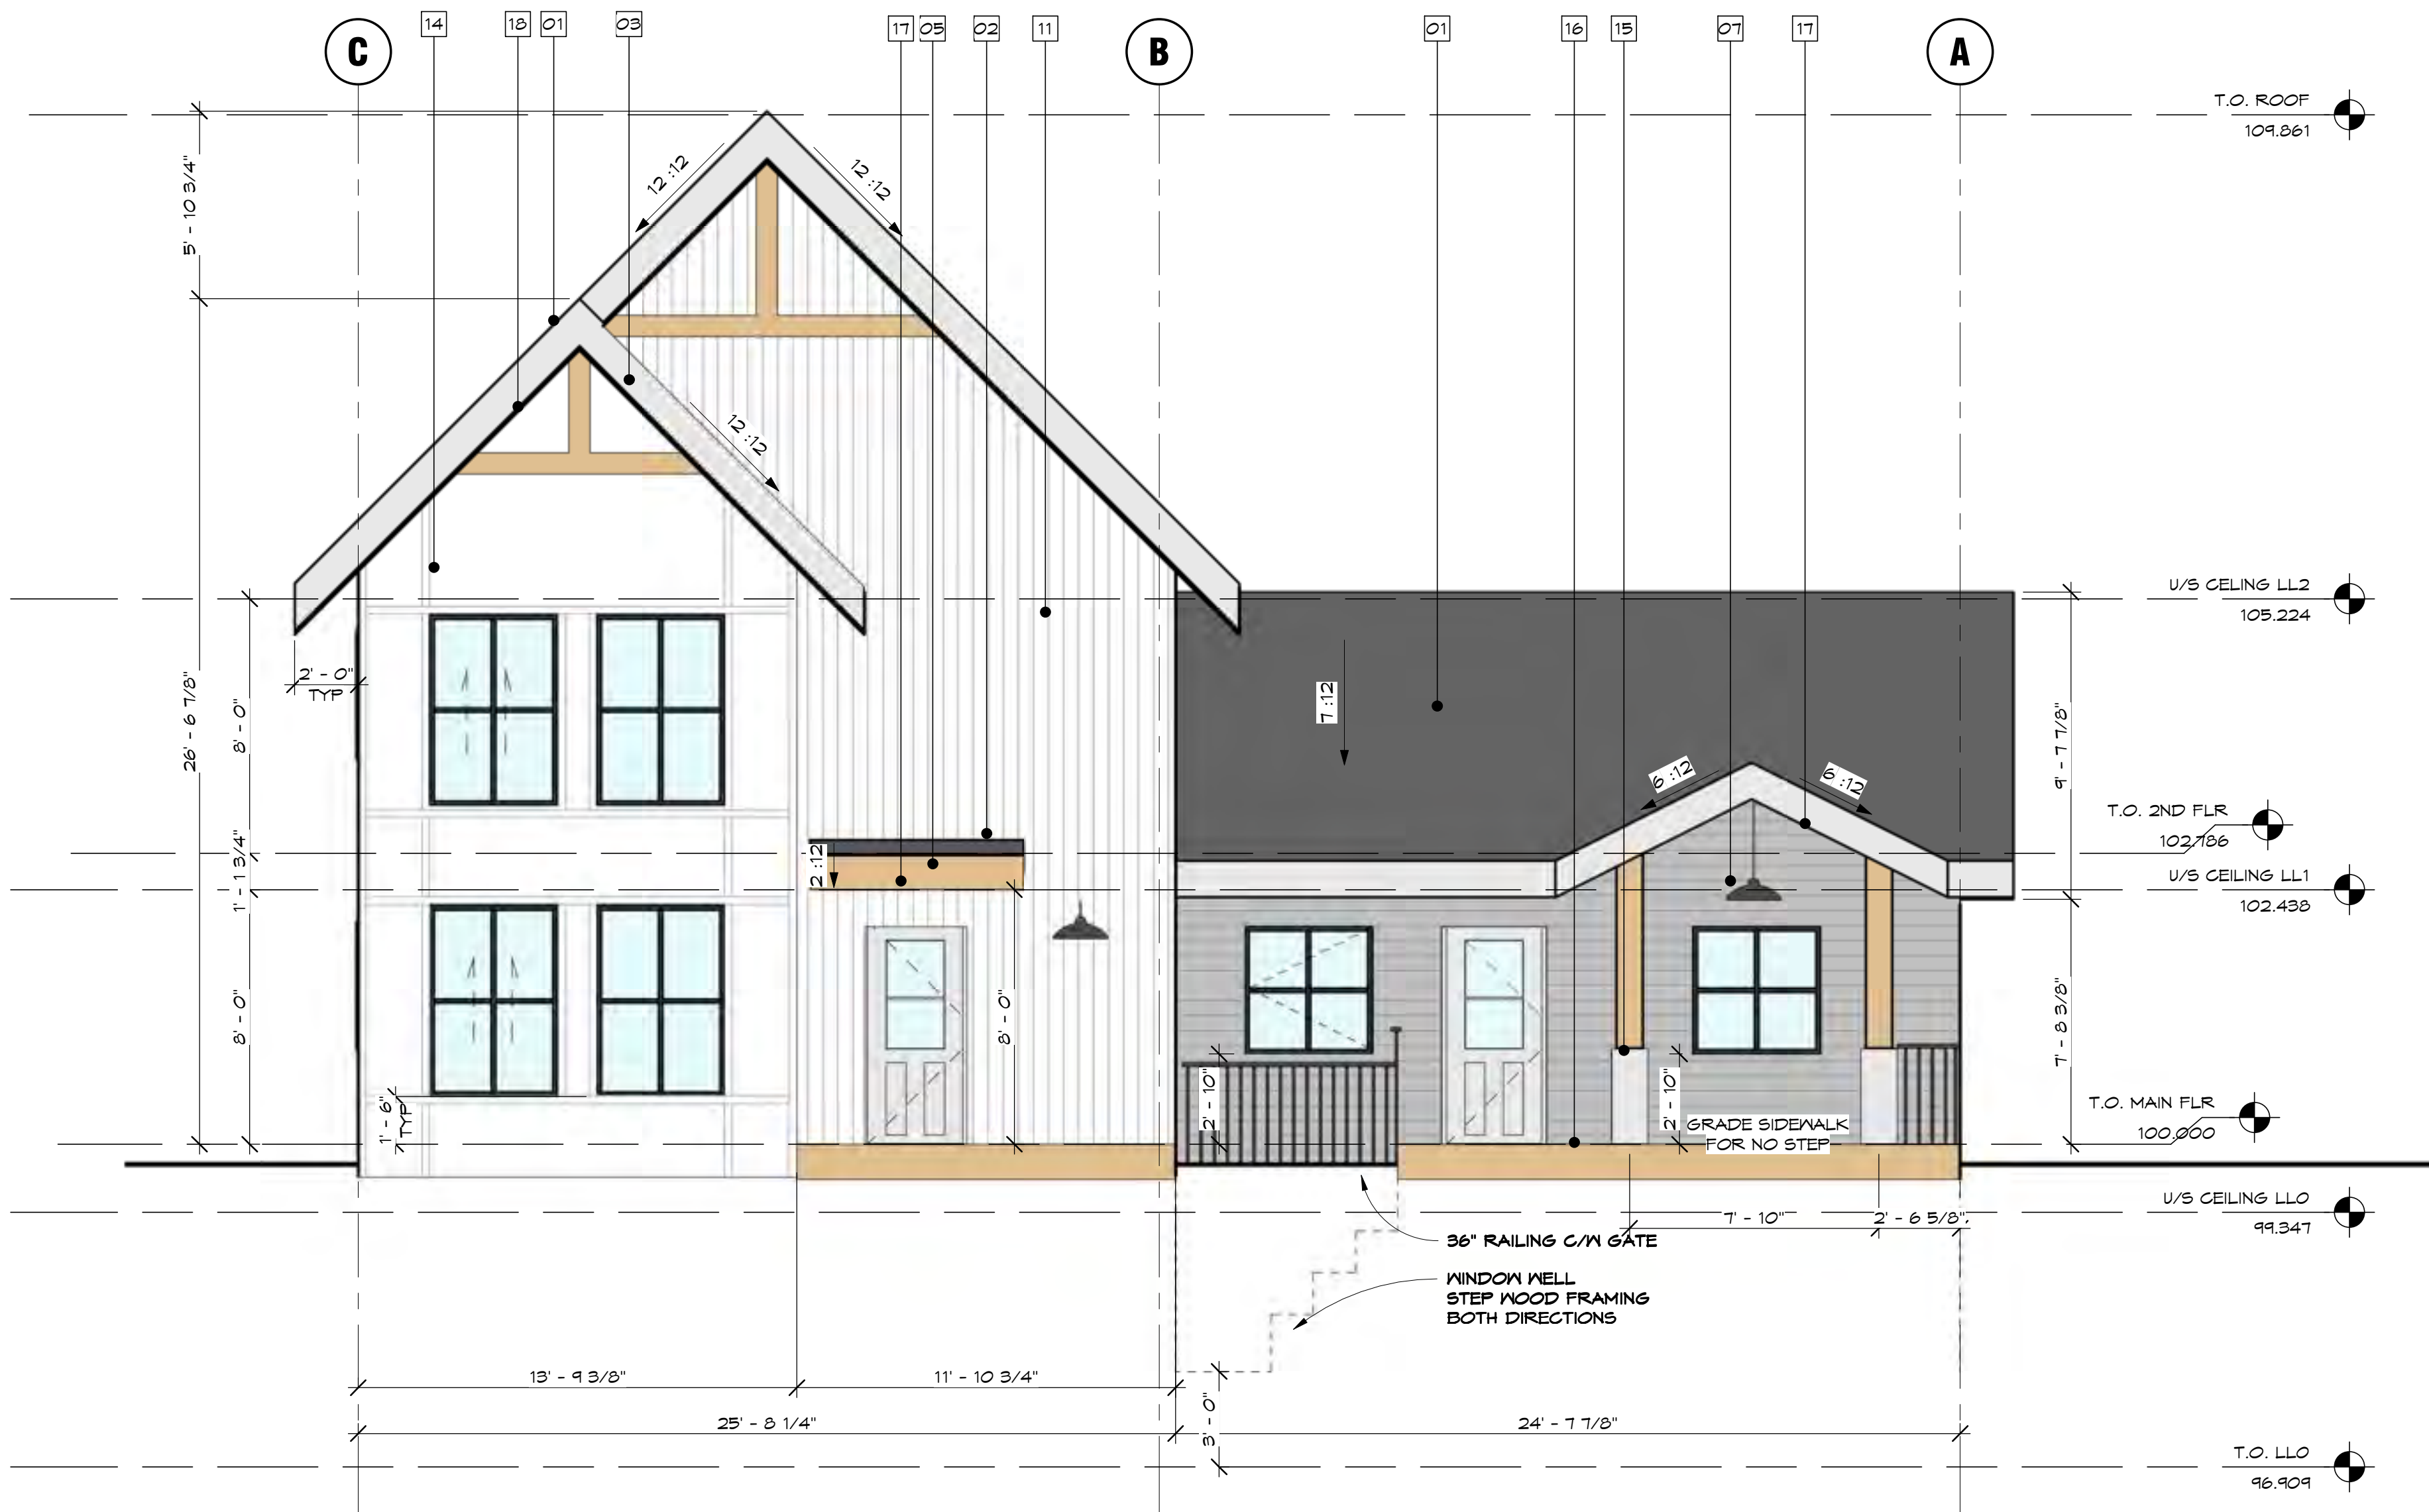 14
18
01
03
17
05
02
11
01
16
15
07
17
C
B
A
T.O. ROOF
109.861
12 :12
12 :12
5' - 10 3/4"
12 :12
U/S CELING LL2
105.224
2' - 0"
TYP
26' - 6 7/8"
8' - 0"
7 :12
9' - 7 7/8"
6 :12
6 :12
T.O. 2ND FLR
102.786
1' - 1 3/4"
2 :12
U/S CEILING LL1
102.438
8' - 0"
8' - 0"
7' - 8 3/8"
1' - 6"
TYP
2' - 10"
2' - 10"
GRADE SIDEWALK
FOR NO STEP
T.O. MAIN FLR
100.000
U/S CEILING LL0
99.347
7' - 10"
2' - 6 5/8"
36" RAILING C/W GATE
WINDOW WELL
STEP WOOD FRAMING
BOTH DIRECTIONS
13' - 9 3/8"
11' - 10 3/4"
25' - 8 1/4"
24' - 7 7/8"
3' - 0"
T.O. LL0
96.909